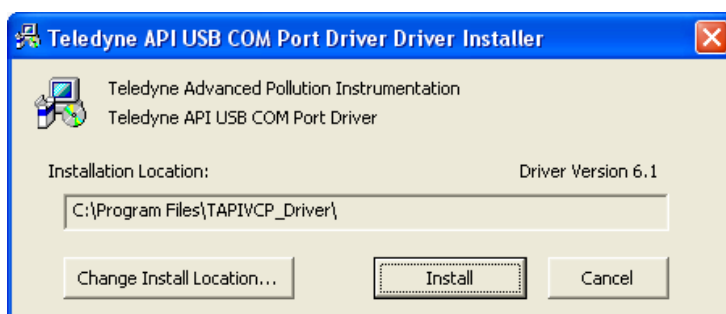 Teledyne API USB COM Port Driver Driver Installer
Teledyne Advanced Pollution Instrumentation
Teledyne API USB COM Port Driver
Installation Location:
Driver Version 6.1
C:\Program Files\TAPIVCP_Driver\
Change Install Location...
Install
Cancel